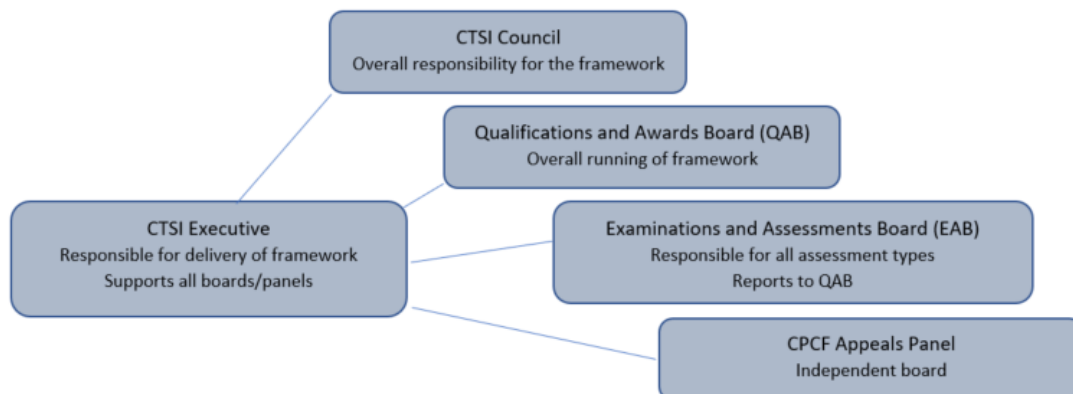 CTSI Council
Overall responsibility for the framework
Qualifications and Awards Board (QAB)
Overall running of framework
CTSI Executive
Responsible for delivery of framework
Supports all boards/panels
Examinations and Assessments Board (EAB)
Responsible for all assessment types
Reports to QAB
CPCF Appeals Panel
Independent board